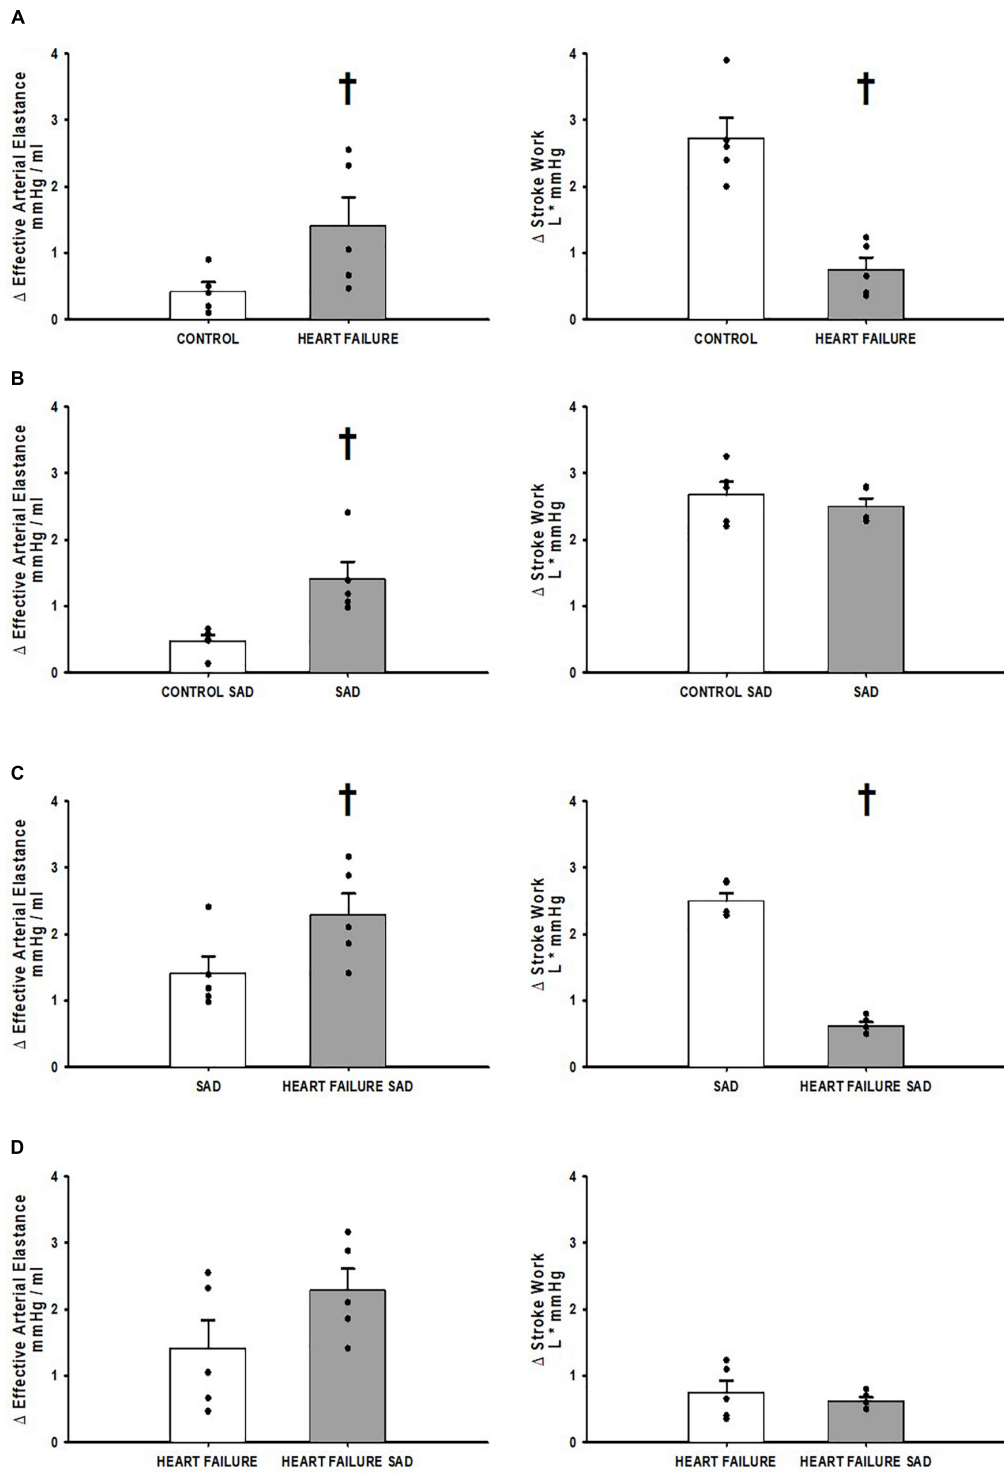 A
Δ Effective Arterial Elastance
mmHg / ml
4
3
2
1
0
†
CONTROL
HEART FAILURE
Δ Stroke Work
L * mmHg
4
3
2
1
0
†
CONTROL
HEART FAILURE
B
Δ Effective Arterial Elastance
mmHg / ml
4
3
2
1
0
†
CONTROL SAD
SAD
Δ Stroke Work
L * mmHg
4
3
2
1
0
CONTROL SAD
SAD
C
Δ Effective Arterial Elastance
mmHg / ml
4
3
2
1
0
†
SAD
HEART FAILURE SAD
Δ Stroke Work
L * mmHg
4
3
2
1
0
†
SAD
HEART FAILURE SAD
D
Δ Effective Arterial Elastance
mmHg / ml
4
3
2
1
0
HEART FAILURE
HEART FAILURE SAD
Δ Stroke Work
L * mmHg
4
3
2
1
0
HEART FAILURE
HEART FAILURE SAD